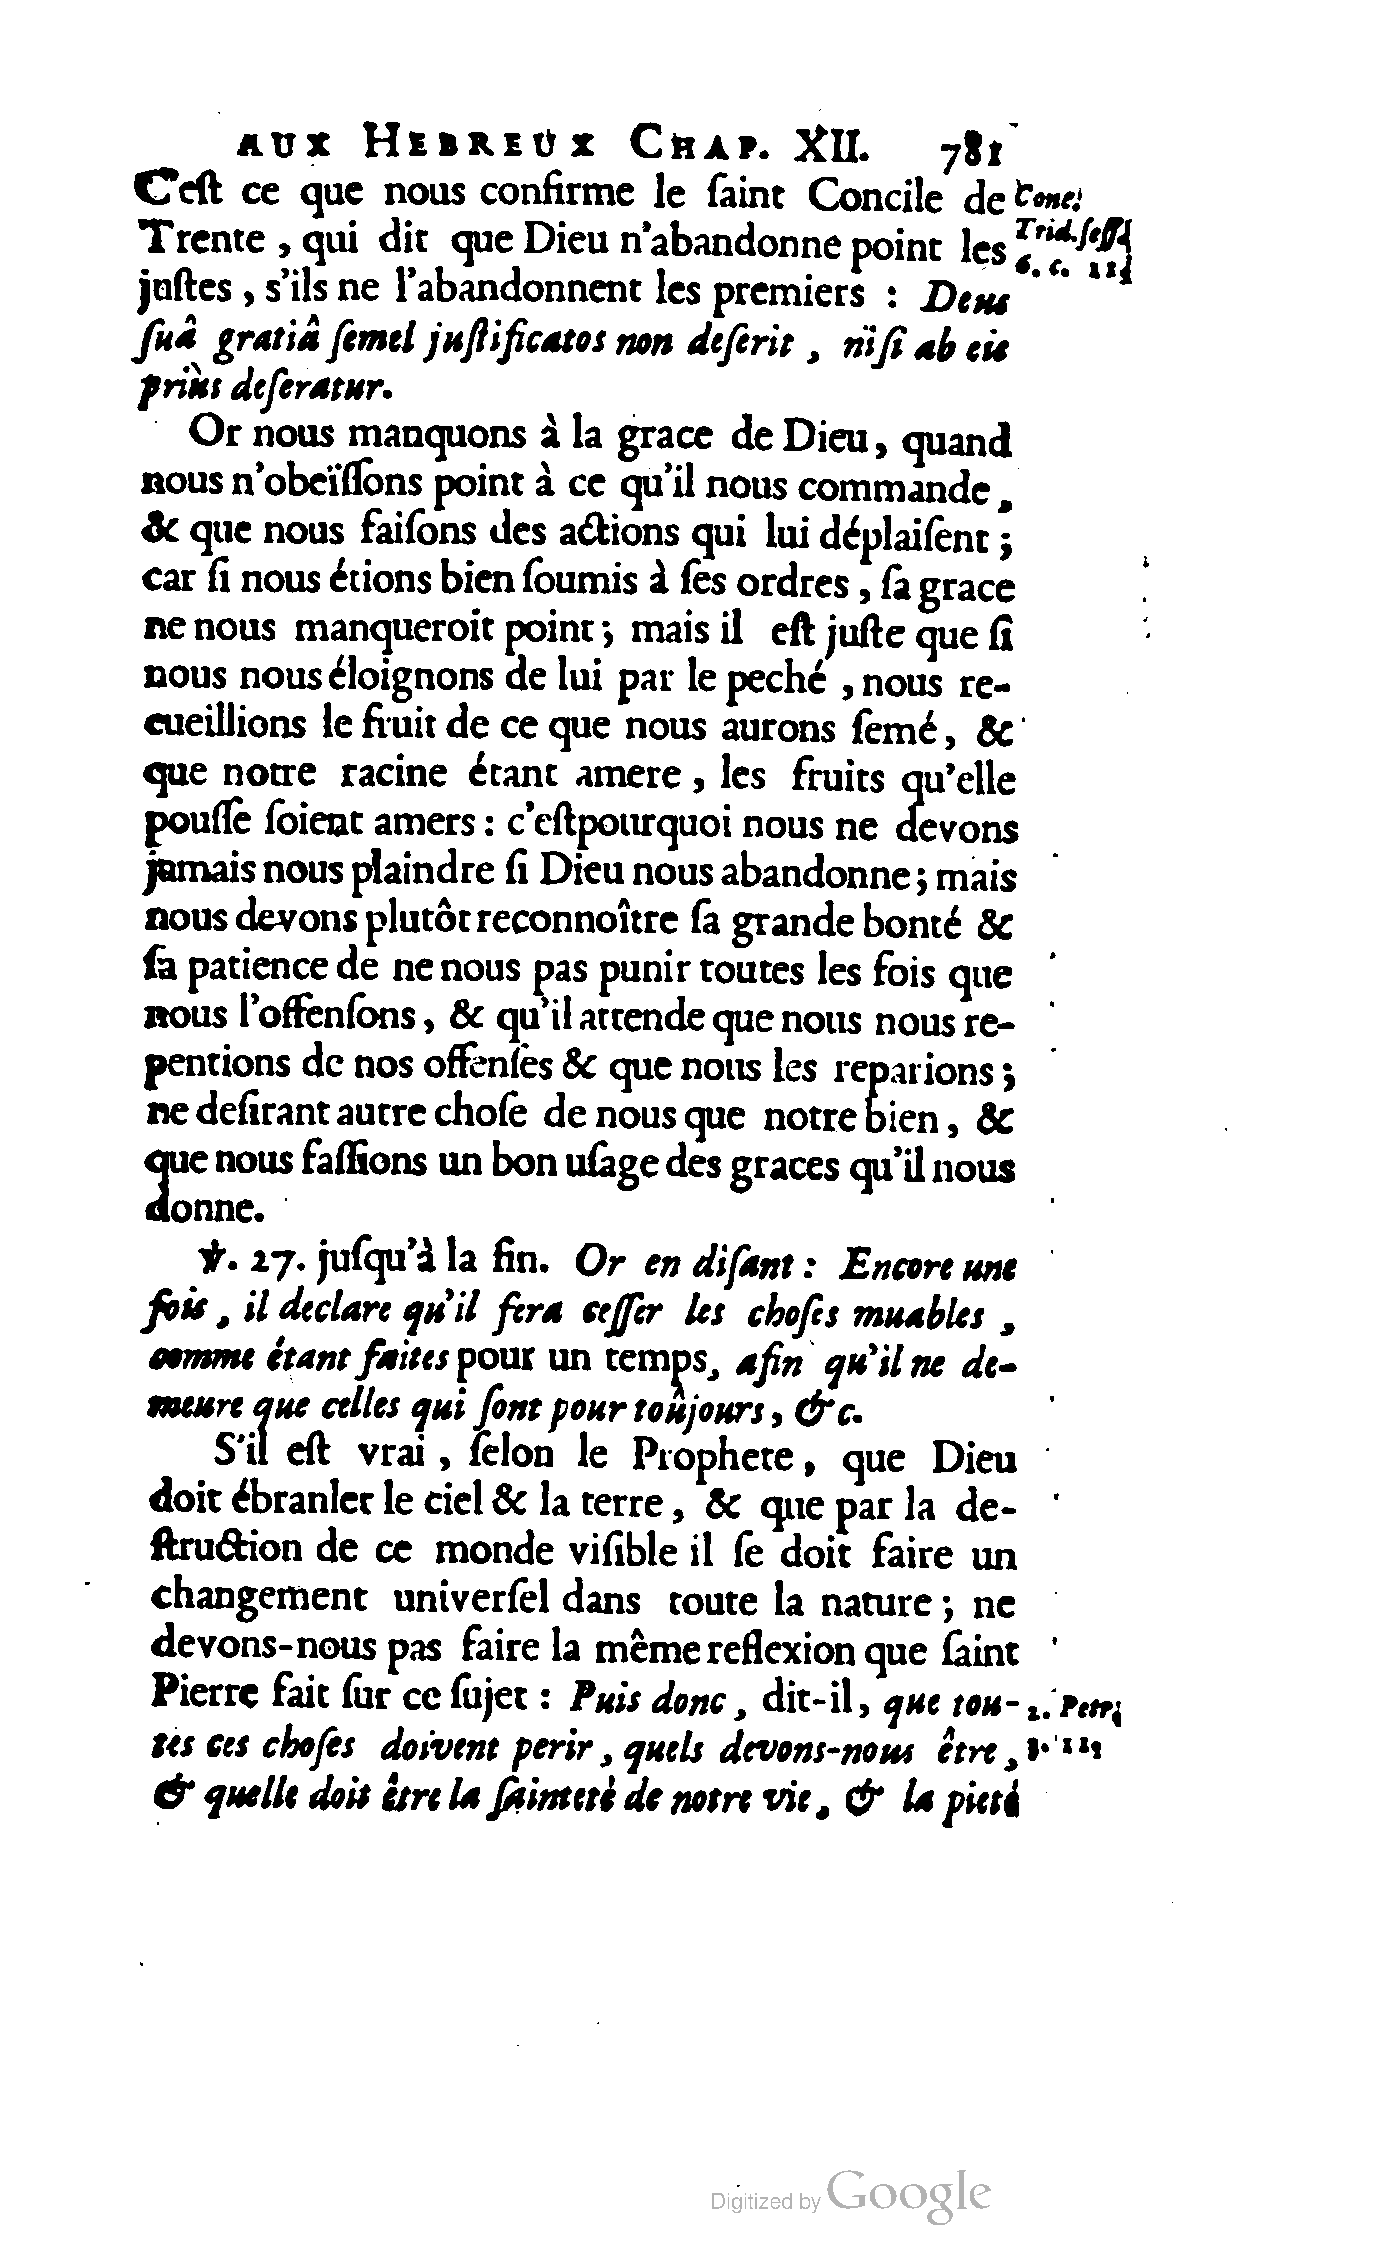 AUX HEBREUX CHAP. XII. 781
C'eſt ce que nous confirme le ſaint Concile de
Conc.
Trente , qui dit que Dieu n'abandonne point les
Trid. ſeſſ.
juſtes , s'ils ne l'abandonnent les premiers : Deus
6. c. 11.
ſuâ gratiâ ſemel juſtificatos non deſerit , niſi ab eis
priùs deſeratur.
Or nous manquons à la grace de Dieu, quand
nous n'obeïſſons point à ce qu'il nous commande,
& que nous faiſons des actions qui lui déplaiſent ;
car ſi nous étions bien ſoumis à ſes ordres , ſa grace
ne nous manqueroit point ; mais il eſt juſte que ſi
nous nous éloignons de lui par le peché , nous re-
cueillions le fruit de ce que nous aurons ſemé, &
que notre racine étant amere , les fruits qu'elle
pouſſe ſoient amers : c'eſtpourquoi nous ne devons
jamais nous plaindre ſi Dieu nous abandonne ; mais
nous devons plutôt reconnoître ſa grande bonté &
ſa patience de ne nous pas punir toutes les fois que
nous l'offenſons, & qu'il attende que nous nous re-
pentions de nos offenſes & que nous les reparions ;
ne deſirant autre choſe de nous que notre bien, &
que nous faſſions un bon uſage des graces qu'il nous
donne.
℣. 27. juſqu'à la fin. Or en diſant : Encore une
fois, il declare qu'il fera ceſſer les choſes muables ,
comme étant faites pour un temps, afin qu'il ne de-
meure que celles qui ſont pour toûjours, &c.
S'il eſt vrai , ſelon le Prophete, que Dieu
doit ébranler le ciel & la terre, & que par la de-
ſtruction de ce monde viſible il ſe doit faire un
changement univerſel dans toute la nature ; ne
devons-nous pas faire la même reflexion que ſaint
Pierre fait ſur ce ſujet : Puis donc, dit-il, que tou-
2. Petr.
tes ces choſes doivent perir, quels devons-nous être,
3. 11.
& quelle doit être la ſainteté de notre vie, & la pieté
Digitized by Google